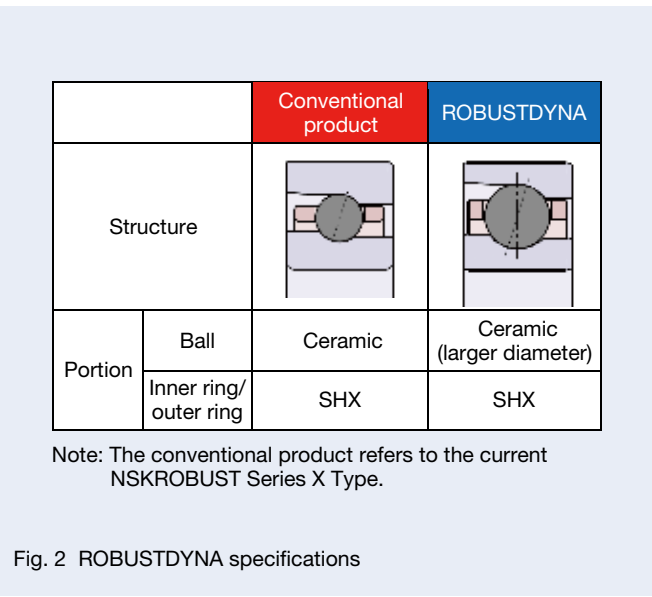 Conventional
product
ROBUSTDYNA
Structure
Portion
Ball
Ceramic
Ceramic
(larger diameter)
Inner ring/
outer ring
SHX
SHX
Note: The conventional product refers to the current
NSKROBUST Series X Type.
Fig. 2 ROBUSTDYNA specifications